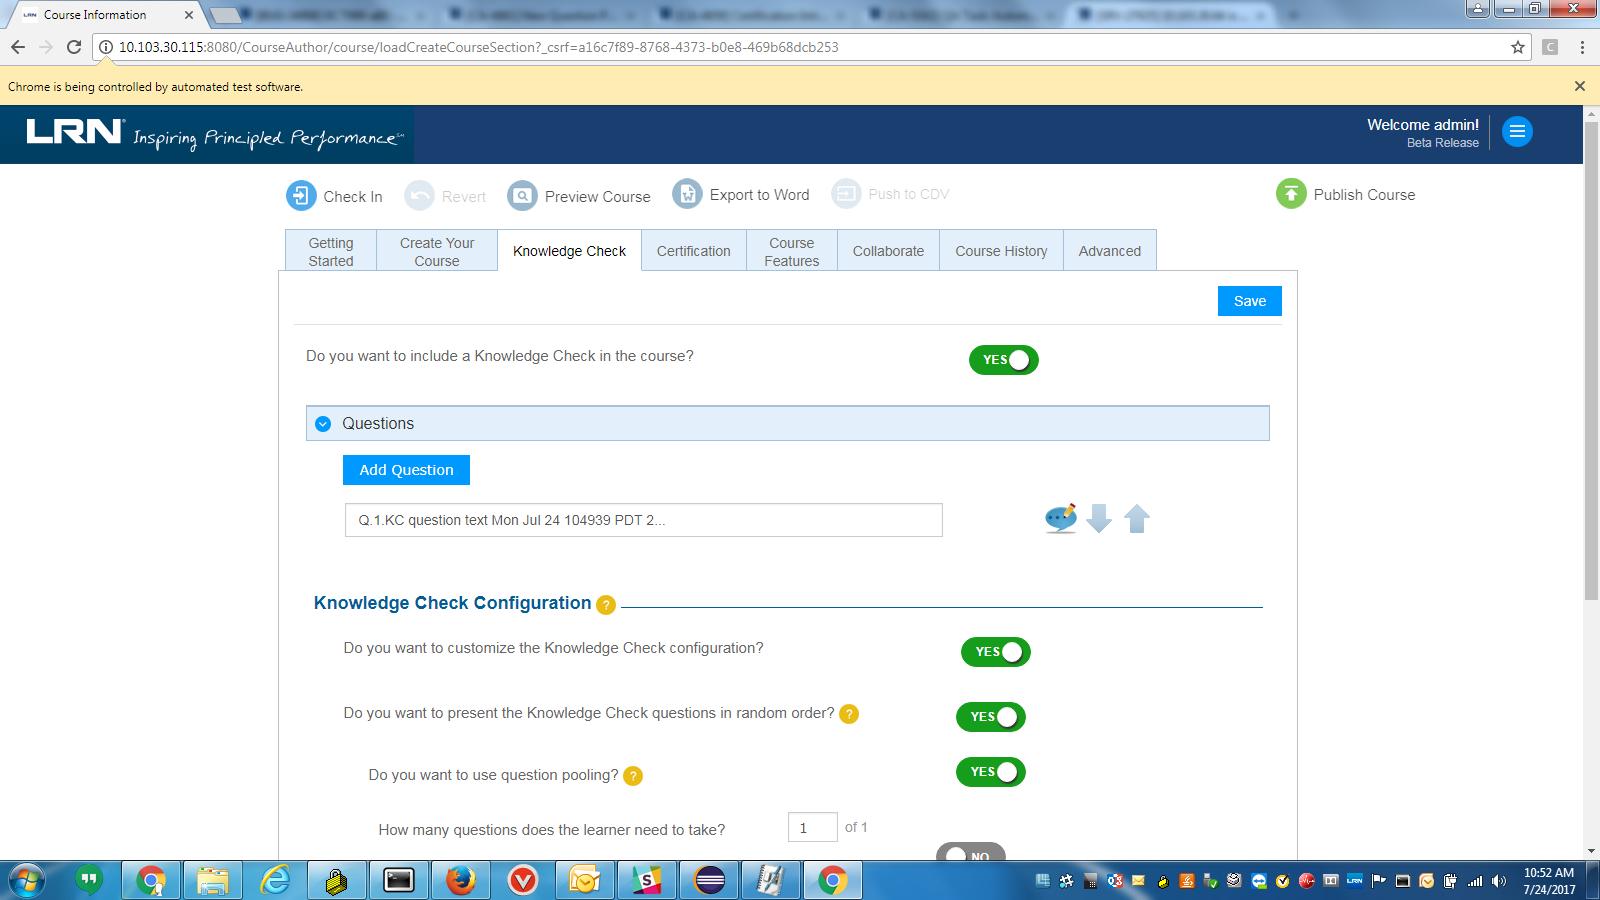 Course Information
10.103.30.115:8080/CourseAuthor/course/loadCreateCourseSection?_csrf=a16c7f89-8768-4373-b0e8-469b68dcb253
Chrome is being controlled by automated test software.
LRN Inspiring Principled Performance
Welcome admin!
Beta Release
Check In
Revert
Preview Course
Export to Word
Push to CDV
Publish Course
Getting Started
Create Your Course
Knowledge Check
Certification
Course Features
Collaborate
Course History
Advanced
Save
Do you want to include a Knowledge Check in the course?
YES
Questions
Add Question
Q.1.KC question text Mon Jul 24 104939 PDT 2...
Knowledge Check Configuration ?
Do you want to customize the Knowledge Check configuration?
YES
Do you want to present the Knowledge Check questions in random order? ?
YES
Do you want to use question pooling? ?
YES
How many questions does the learner need to take?
1
of 1
NO
10:52 AM
7/24/2017